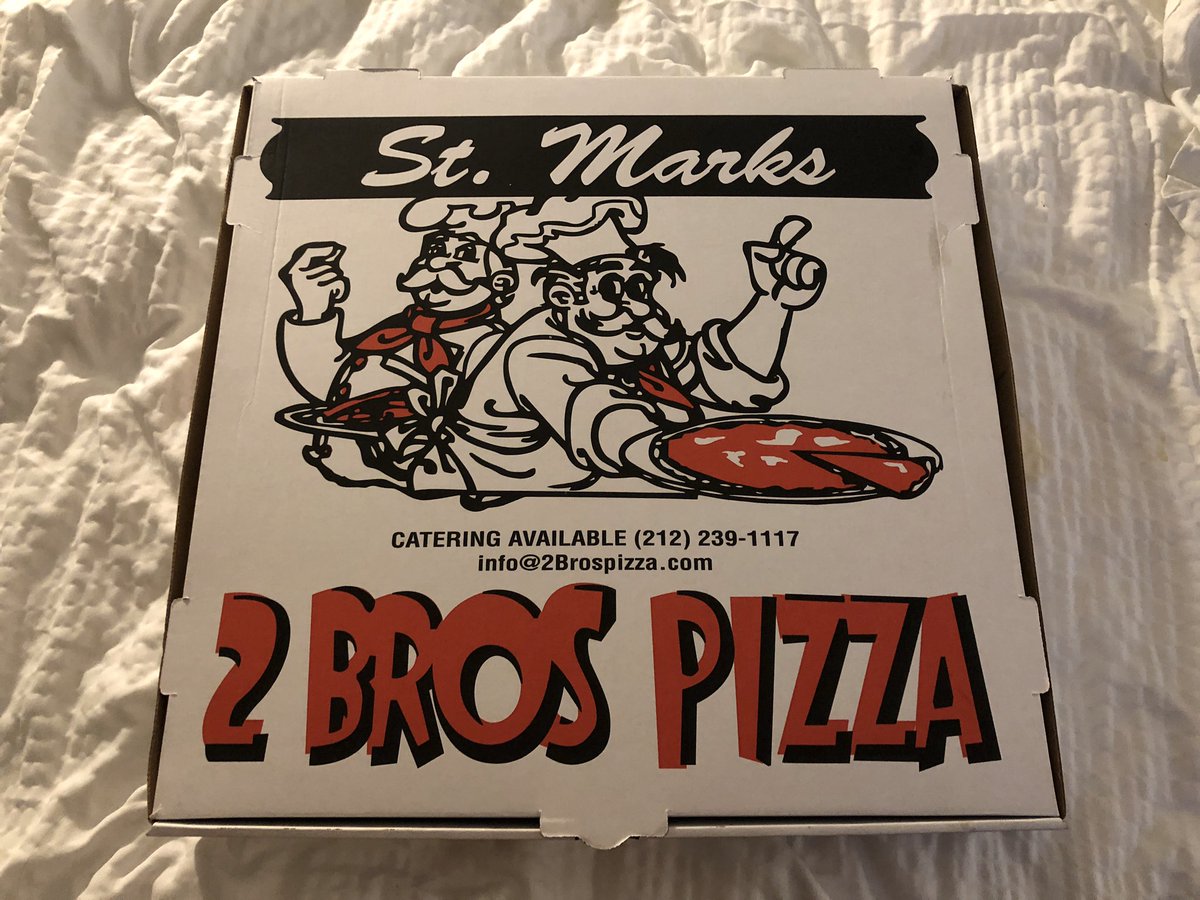 St. Marks
CATERING AVAILABLE (212) 239-1117
info@2Brospizza.com
2 BROS PIZZA